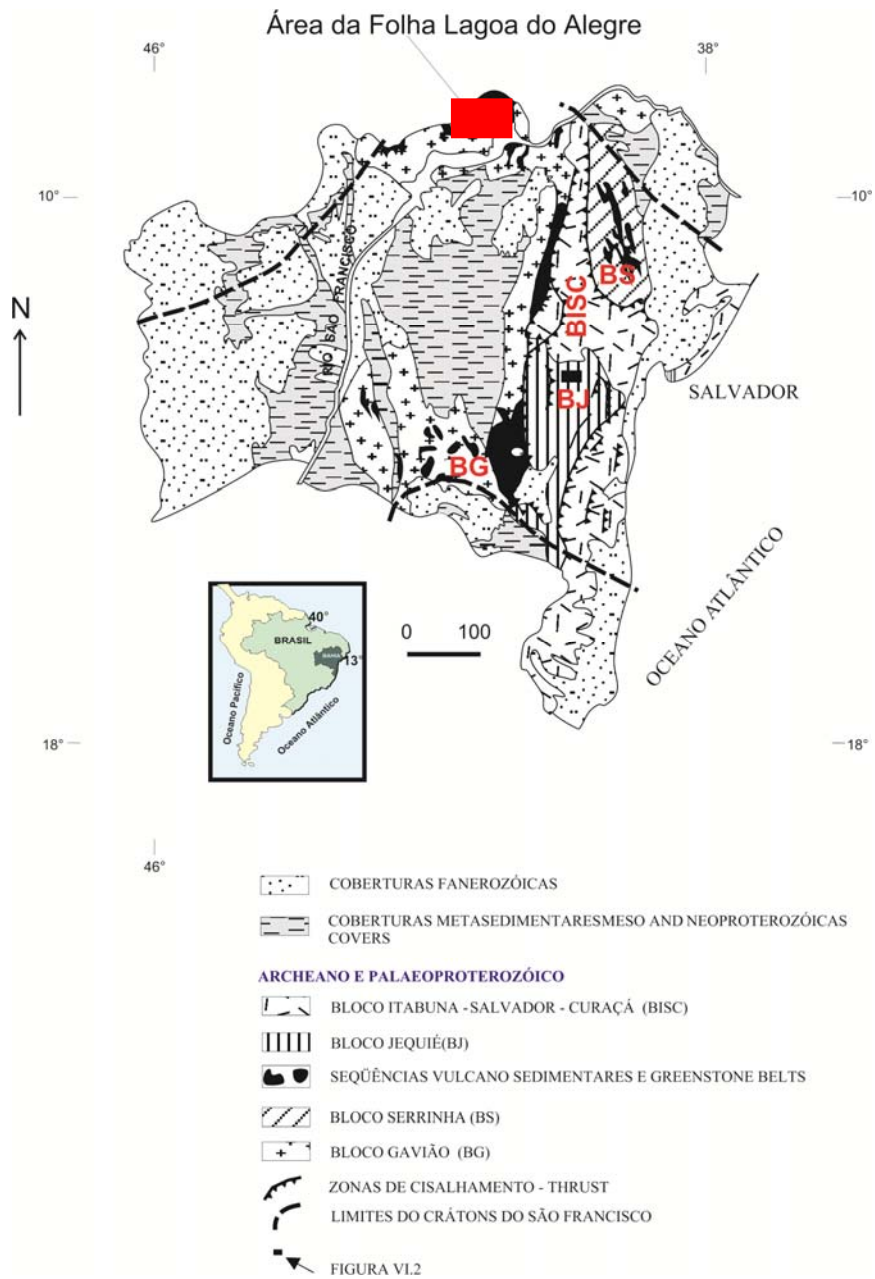 Área da Folha Lagoa do Alegre
46°
38°
10°
10°
N
RIO SÃO FRANCISCO
BS
BISC
BJ
SALVADOR
BG
OCEANO ATLÂNTICO
40°
BRASIL
BAHIA
13°
Oceano Pacífico
Oceano Atlântico
0 100
18°
18°
46°
COBERTURAS FANEROZÓICAS
COBERTURAS METASEDIMENTARESMESO AND NEOPROTEROZÓICAS
COVERS
ARCHEANO E PALAEOPROTEROZÓICO
BLOCO ITABUNA - SALVADOR - CURAÇÁ (BISC)
BLOCO JEQUIÉ(BJ)
SEQÜÊNCIAS VULCANO SEDIMENTARES E GREENSTONE BELTS
BLOCO SERRINHA (BS)
BLOCO GAVIÃO (BG)
ZONAS DE CISALHAMENTO - THRUST
LIMITES DO CRÁTONS DO SÃO FRANCISCO
FIGURA VI.2